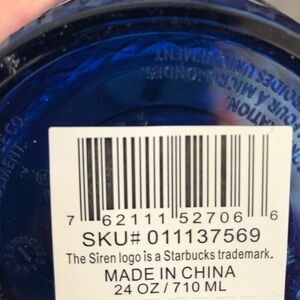 7 62111 52706 6
SKU# 011137569
The Siren logo is a Starbucks trademark.
MADE IN CHINA
24 OZ / 710 ML